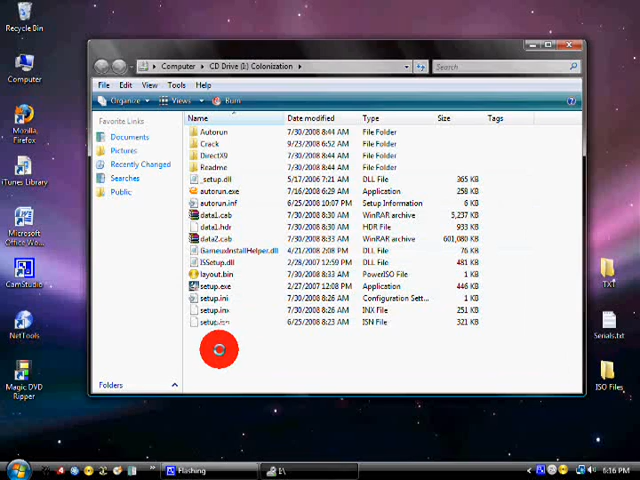 Recycle Bin
Computer
Mozilla
Firefox
iTunes Library
Microsoft
Office Wo...
CamStudio
NetTools
Magic DVD
Ripper
Computer CD Drive (I:) Colonization
Search
File Edit View Tools Help
Organize Views Burn
Favorite Links
Documents
Pictures
Recently Changed
Searches
Public
Folders
Name Date modified Type Size Tags
Autorun 7/30/2008 8:44 AM File Folder
Crack 9/23/2008 6:52 AM File Folder
DirectX9 7/30/2008 8:44 AM File Folder
Readme 7/30/2008 8:44 AM File Folder
_setup.dll 5/17/2006 7:21 AM DLL File 365 KB
autorun.exe 7/16/2008 6:29 AM Application 258 KB
autorun.inf 6/25/2008 10:07 PM Setup Information 6 KB
data1.cab 7/30/2008 8:44 AM WinRAR archive 5,237 KB
data1.hdr 7/30/2008 8:44 AM HDR File 933 KB
data2.cab 7/30/2008 8:39 AM WinRAR archive 601,080 KB
GameuxInstallHelper.dll 4/21/2008 2:08 PM DLL File 76 KB
ISSetup.dll 2/28/2007 12:59 PM DLL File 481 KB
layout.bin 7/30/2008 8:33 AM PowerISO File 7 KB
setup.exe 2/27/2007 12:08 PM Application 446 KB
setup.ini 7/30/2008 8:26 AM Configuration Sett... 1 KB
setup.inx 7/30/2008 8:26 AM INX File 251 KB
setup.isn 6/25/2008 8:23 AM ISN File 321 KB
TXT
Serials.txt
ISO Files
Flashing
I:\
6:16 PM